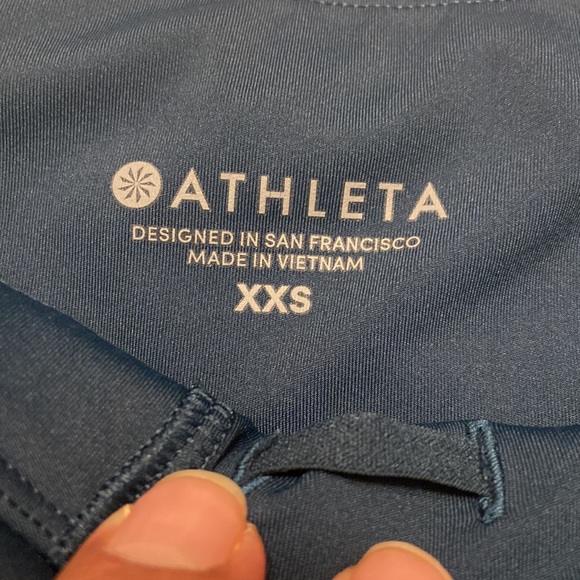 ATHLETA
DESIGNED IN SAN FRANCISCO
MADE IN VIETNAM
XXS